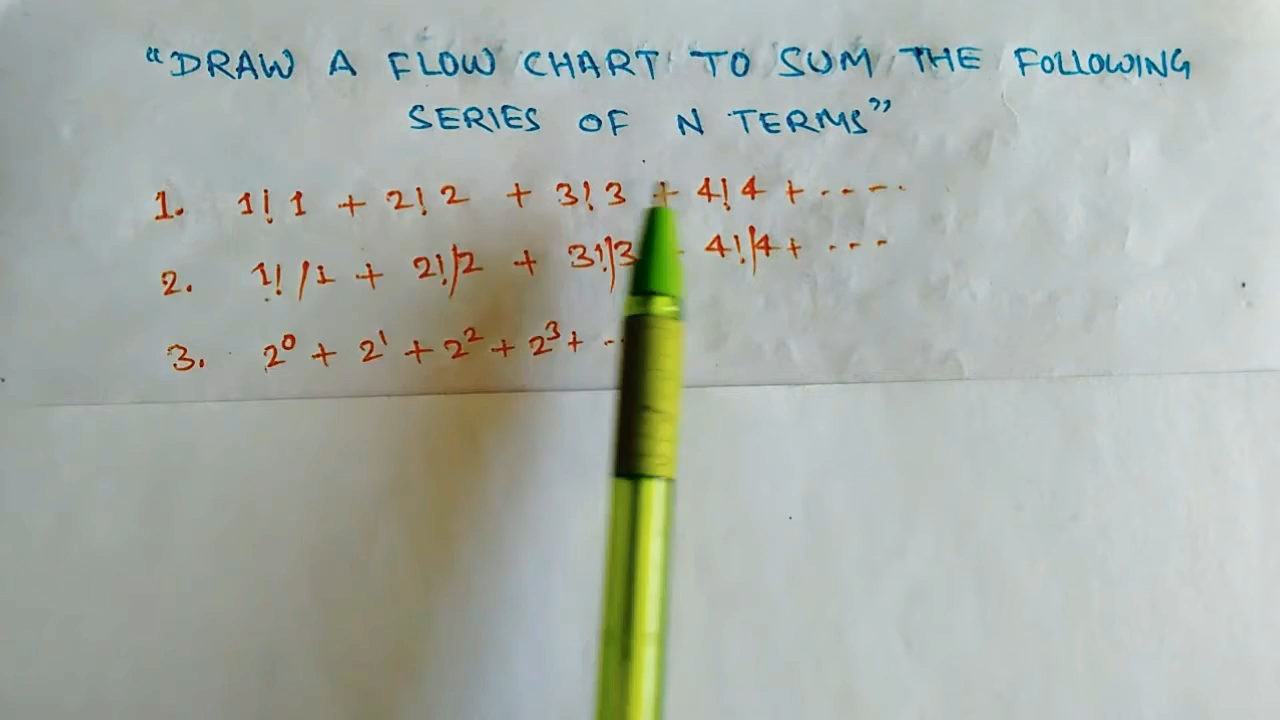 “DRAW A FLOW CHART TO SUM THE FOLLOWING
SERIES OF N TERMS”
1. 1! 1 + 2! 2 + 3! 3 + 4! 4 + ----
2. 1! / 1 + 2!/2 + 3!/3 + 4!/4 + ---
3. 2⁰ + 2¹ + 2² + 2³ + --